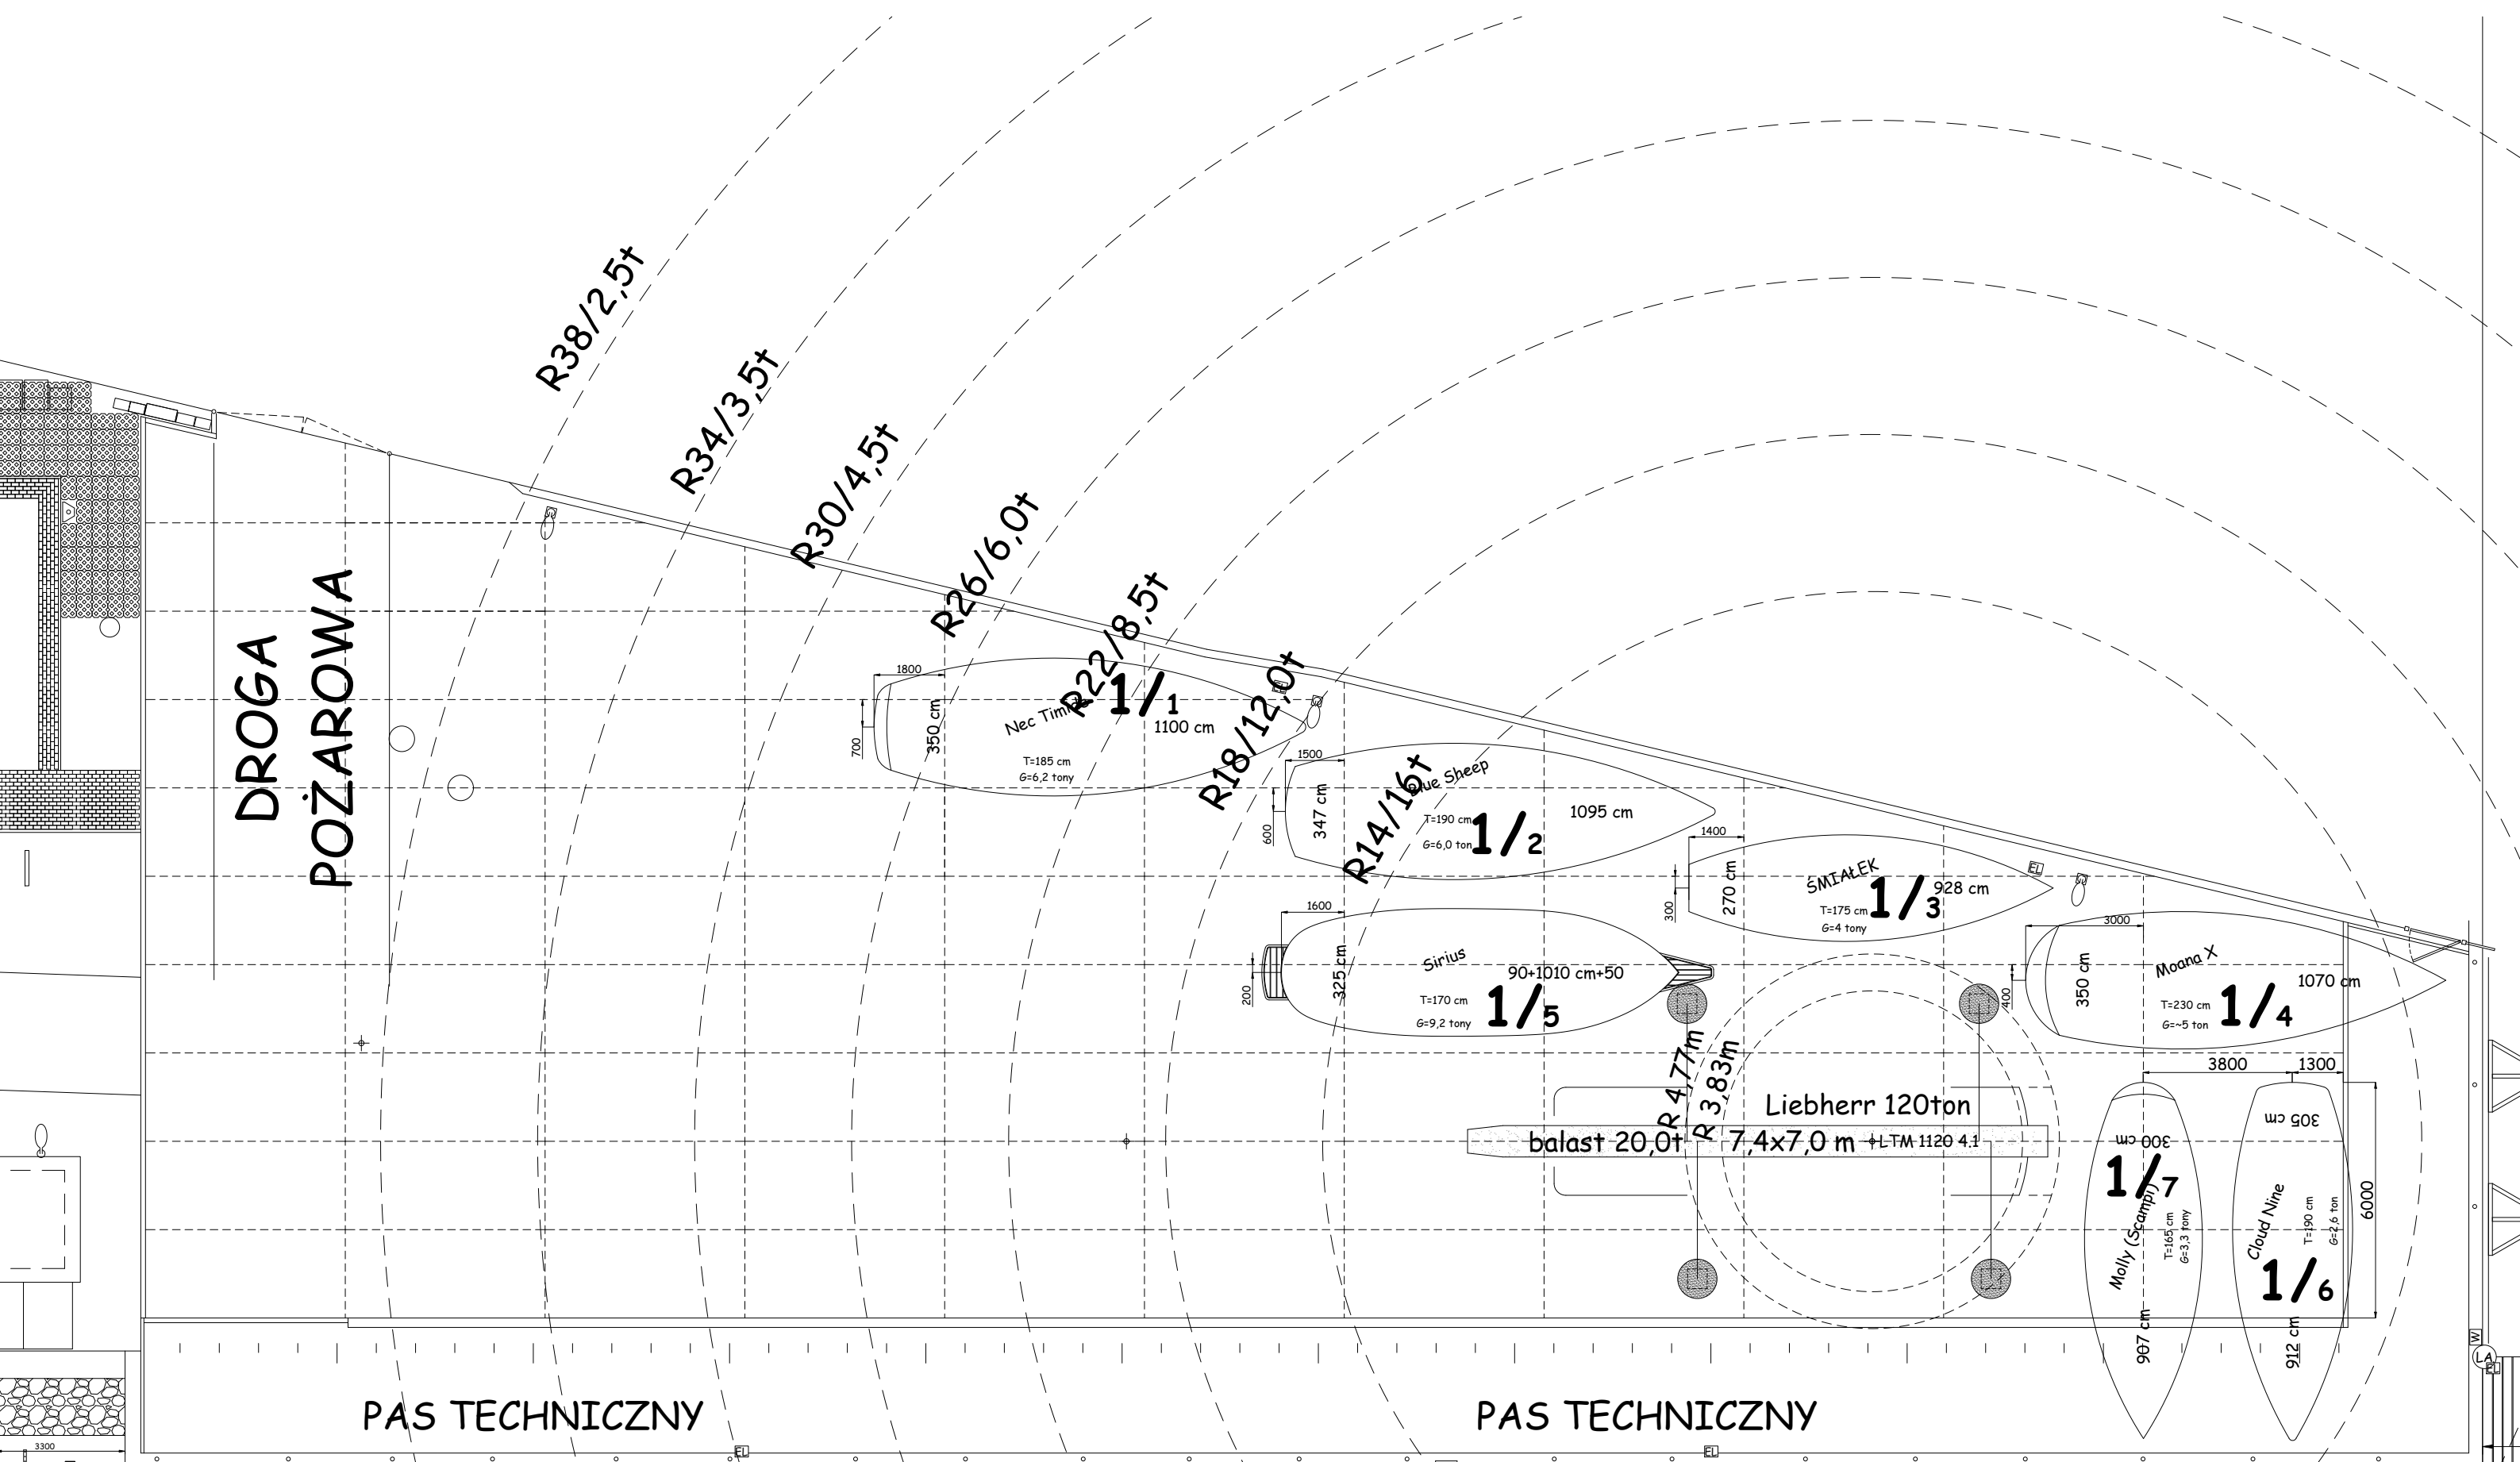 R38/2,5t
R34/3,5t
R30/4,5t
R26/6,0t
R22/8,5t
R18/12,0t
R14/16t
DROGA
POŻAROWA
1800
700
350 cm
1/1
1100 cm
T=185 cm
G=6,2 tony
1500
600
347 cm
Blue Sheep
T=190 cm
G=6,0 ton
1/2
1095 cm
1400
300
270 cm
ŚMIAŁEK
1/3
928 cm
T=175 cm
G=4 tony
EL
1600
200
325 cm
Sirius
90+1010 cm+50
T=170 cm
G=9,2 tony
1/5
3000
400
350 cm
Moana X
1070 cm
T=230 cm
G=~5 ton
1/4
3800
1300
RR 4,77m
R 3,83m
Liebherr 120ton
balast 20,0t
7,4x7,0 m
LTM 1120 4.1
300 cm
1/7
Molly (Scampi)
T=165 cm
G=3,3 tony
907 cm
305 cm
Cloud Nine
T=190 cm
G=2,6 ton
1/6
912 cm
6000
W
LA
EL
PAS TECHNICZNY
PAS TECHNICZNY
3300
EL
EL